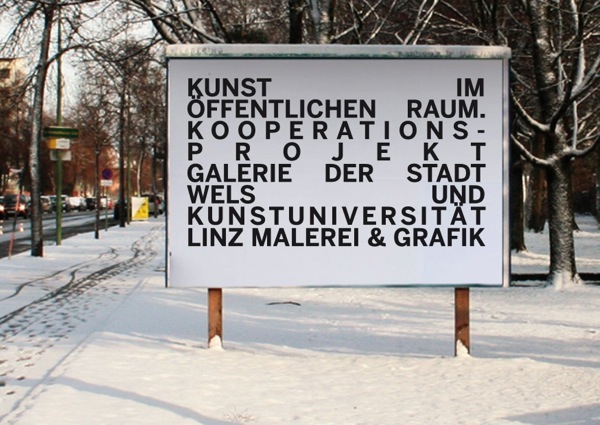 KUNST IM
ÖFFENTLICHEN RAUM.
KOOPERATIONS-
PROJEKT
GALERIE DER STADT
WELS UND
KUNSTUNIVERSITÄT
LINZ MALEREI & GRAFIK